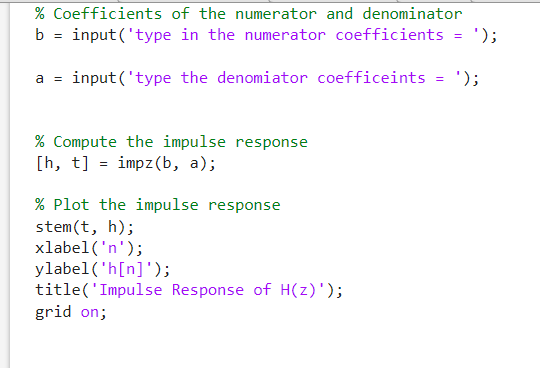 % Coefficients of the numerator and denominator
b = input('type in the numerator coefficients = ');
a = input('type the denomiator coefficeints = ');
% Compute the impulse response
[h, t] = impz(b, a);
% Plot the impulse response
stem(t, h);
xlabel('n');
ylabel('h[n]');
title('Impulse Response of H(z)');
grid on;